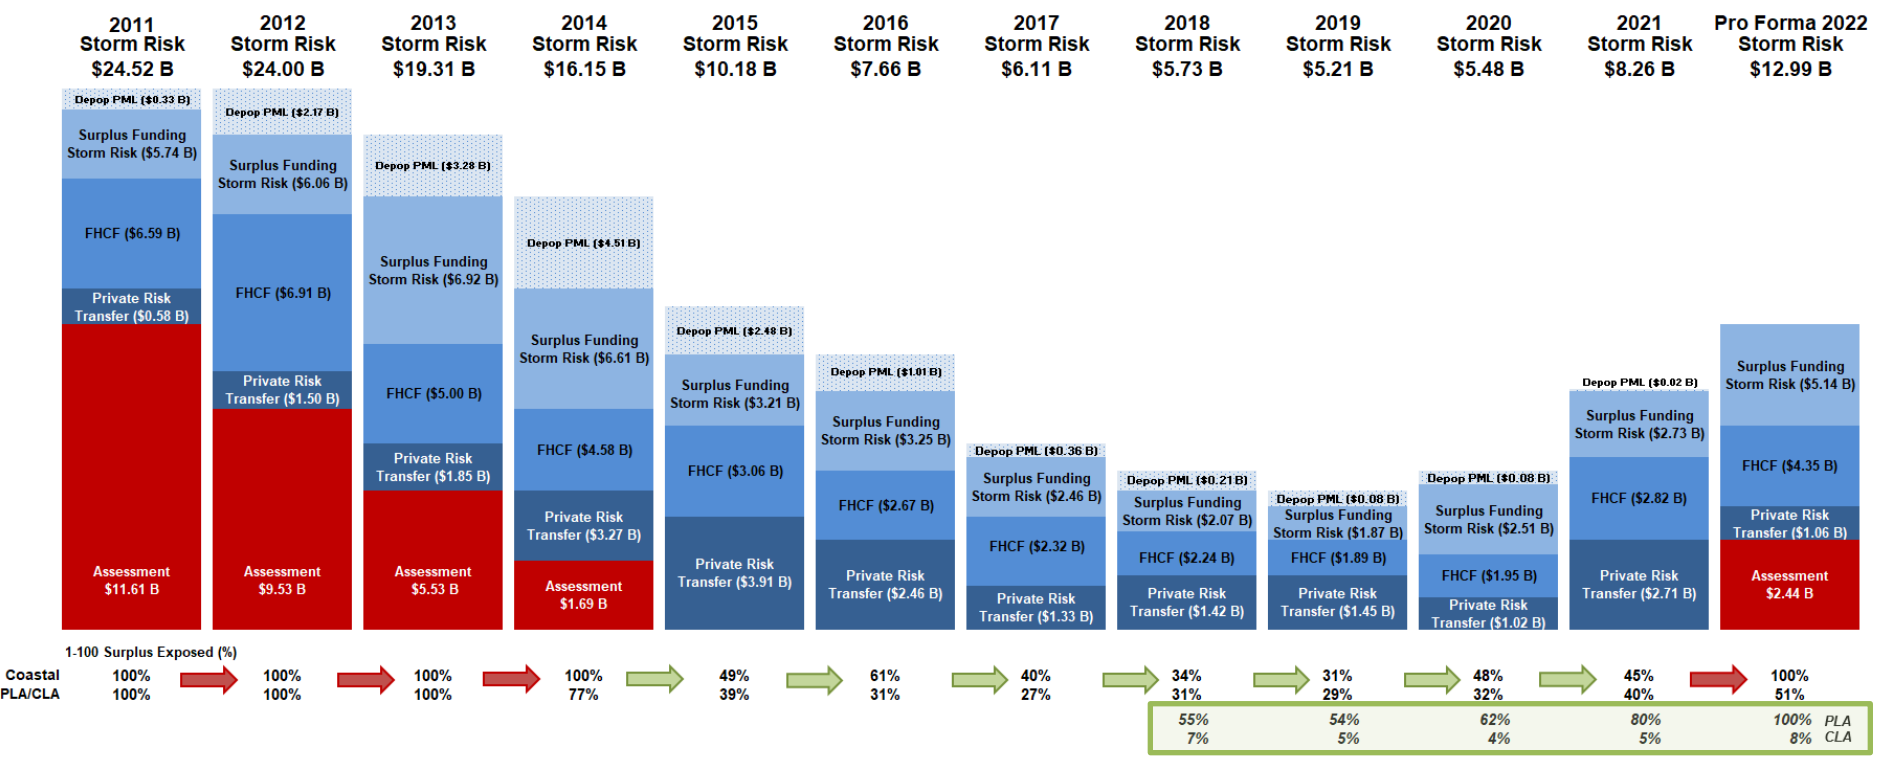 2011
Storm Risk
$24.52 B
2012
Storm Risk
$24.00 B
2013
Storm Risk
$19.31 B
2014
Storm Risk
$16.15 B
2015
Storm Risk
$10.18 B
2016
Storm Risk
$7.66 B
2017
Storm Risk
$6.11 B
2018
Storm Risk
$5.73 B
2019
Storm Risk
$5.21 B
2020
Storm Risk
$5.48 B
2021
Storm Risk
$8.26 B
Pro Forma 2022
Storm Risk
$12.99 B
Depop PML ($0.33 B)
Surplus Funding
Storm Risk ($5.74 B)
FHCF ($6.59 B)
Private Risk
Transfer ($0.58 B)
Assessment
$11.61 B
Depop PML ($2.17 B)
Surplus Funding
Storm Risk ($6.06 B)
FHCF ($6.91 B)
Private Risk
Transfer ($1.50 B)
Assessment
$9.53 B
Depop PML ($3.28 B)
Surplus Funding
Storm Risk ($6.92 B)
FHCF ($5.00 B)
Private Risk
Transfer ($1.85 B)
Assessment
$5.53 B
Depop PML ($4.51 B)
Surplus Funding
Storm Risk ($6.61 B)
FHCF ($4.58 B)
Private Risk
Transfer ($3.27 B)
Assessment
$1.69 B
Depop PML ($2.48 B)
Surplus Funding
Storm Risk ($3.21 B)
FHCF ($3.06 B)
Private Risk
Transfer ($3.91 B)
Depop PML ($1.01 B)
Surplus Funding
Storm Risk ($3.25 B)
FHCF ($2.67 B)
Private Risk
Transfer ($2.46 B)
Depop PML ($0.36 B)
Surplus Funding
Storm Risk ($2.46 B)
FHCF ($2.32 B)
Private Risk
Transfer ($1.33 B)
Depop PML ($0.21 B)
Surplus Funding
Storm Risk ($2.07 B)
FHCF ($2.24 B)
Private Risk
Transfer ($1.42 B)
Depop PML ($0.08 B)
Surplus Funding
Storm Risk ($1.87 B)
FHCF ($1.89 B)
Private Risk
Transfer ($1.45 B)
Depop PML ($0.08 B)
Surplus Funding
Storm Risk ($2.51 B)
FHCF ($1.95 B)
Private Risk
Transfer ($1.02 B)
Depop PML ($0.02 B)
Surplus Funding
Storm Risk ($2.73 B)
FHCF ($2.82 B)
Private Risk
Transfer ($2.71 B)
Surplus Funding
Storm Risk ($5.14 B)
FHCF ($4.35 B)
Private Risk
Transfer ($1.06 B)
Assessment
$2.44 B
1-100 Surplus Exposed (%)
Coastal 100% 100% 100% 100% 49% 61% 40% 34% 31% 48% 45% 100%
PLA/CLA 100% 100% 100% 77% 39% 31% 27% 31% 29% 32% 40% 51%
55% 54% 62% 80% 100% PLA
7% 5% 4% 5% 8% CLA